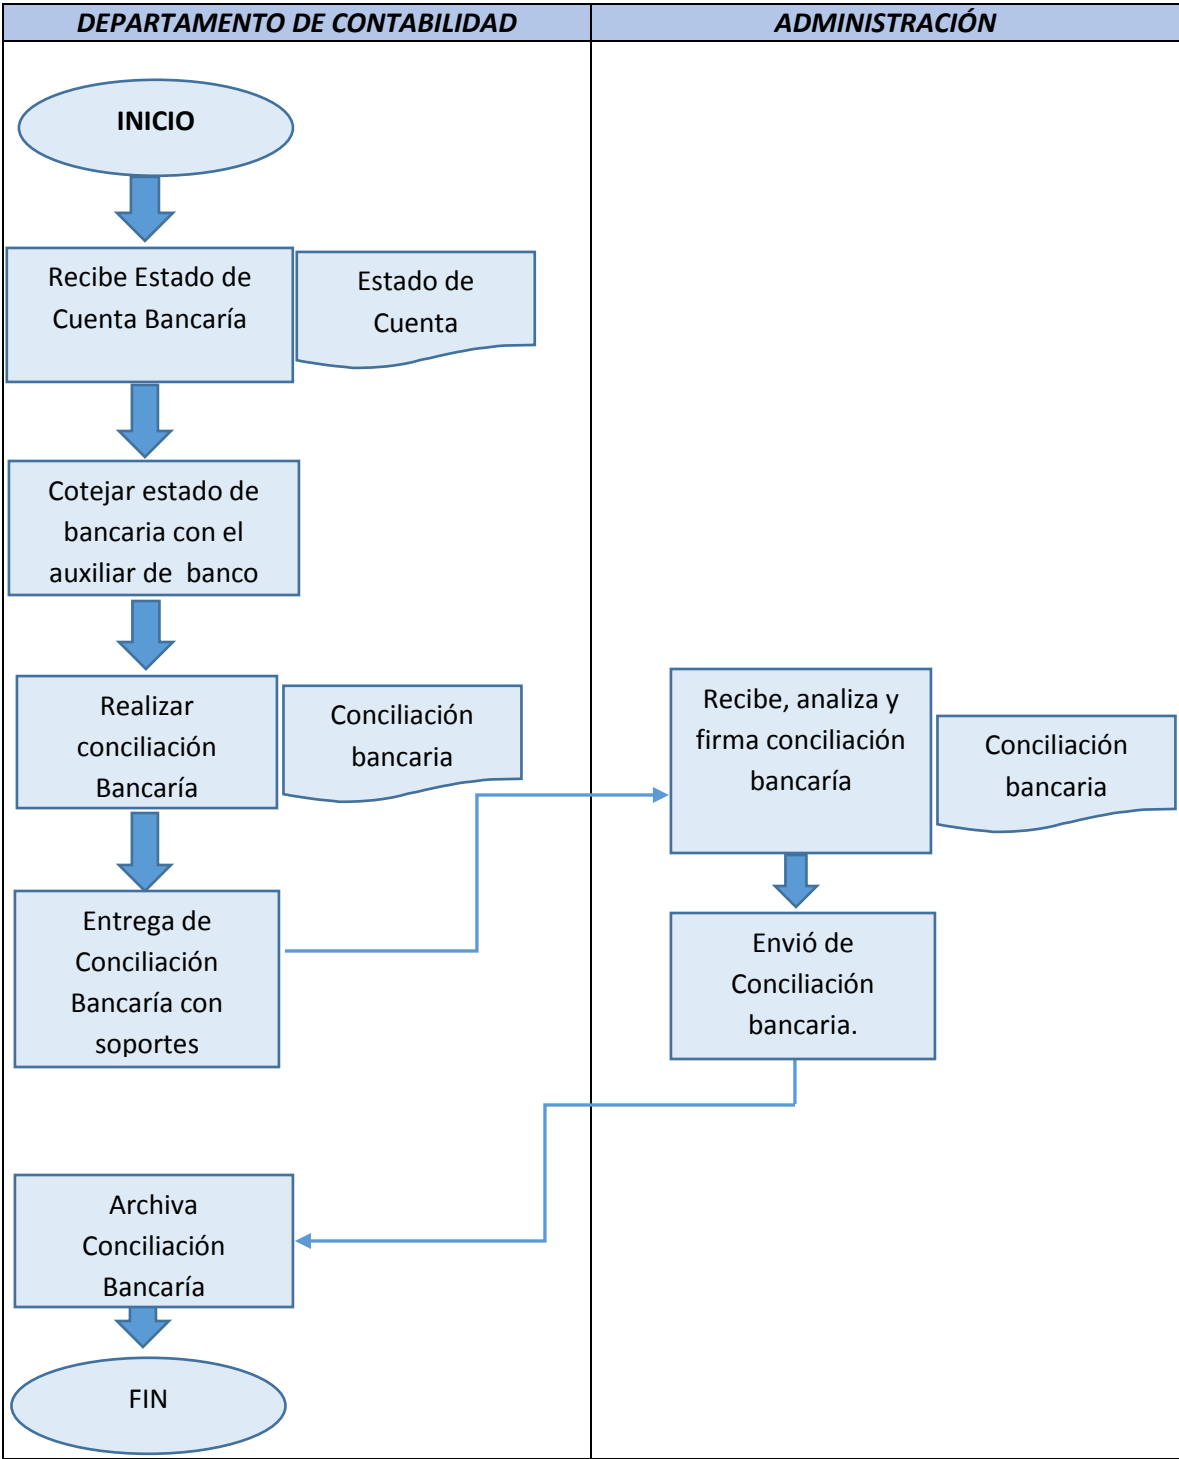 DEPARTAMENTO DE CONTABILIDAD
ADMINISTRACIÓN
INICIO
Recibe Estado de
Cuenta Bancaría
Estado de
Cuenta
Cotejar estado de
bancaria con el
auxiliar de banco
Realizar
conciliación
Bancaría
Conciliación
bancaria
Entrega de
Conciliación
Bancaría con
soportes
Recibe, analiza y
firma conciliación
bancaría
Conciliación
bancaria
Envió de
Conciliación
bancaria.
Archiva
Conciliación
Bancaría
FIN